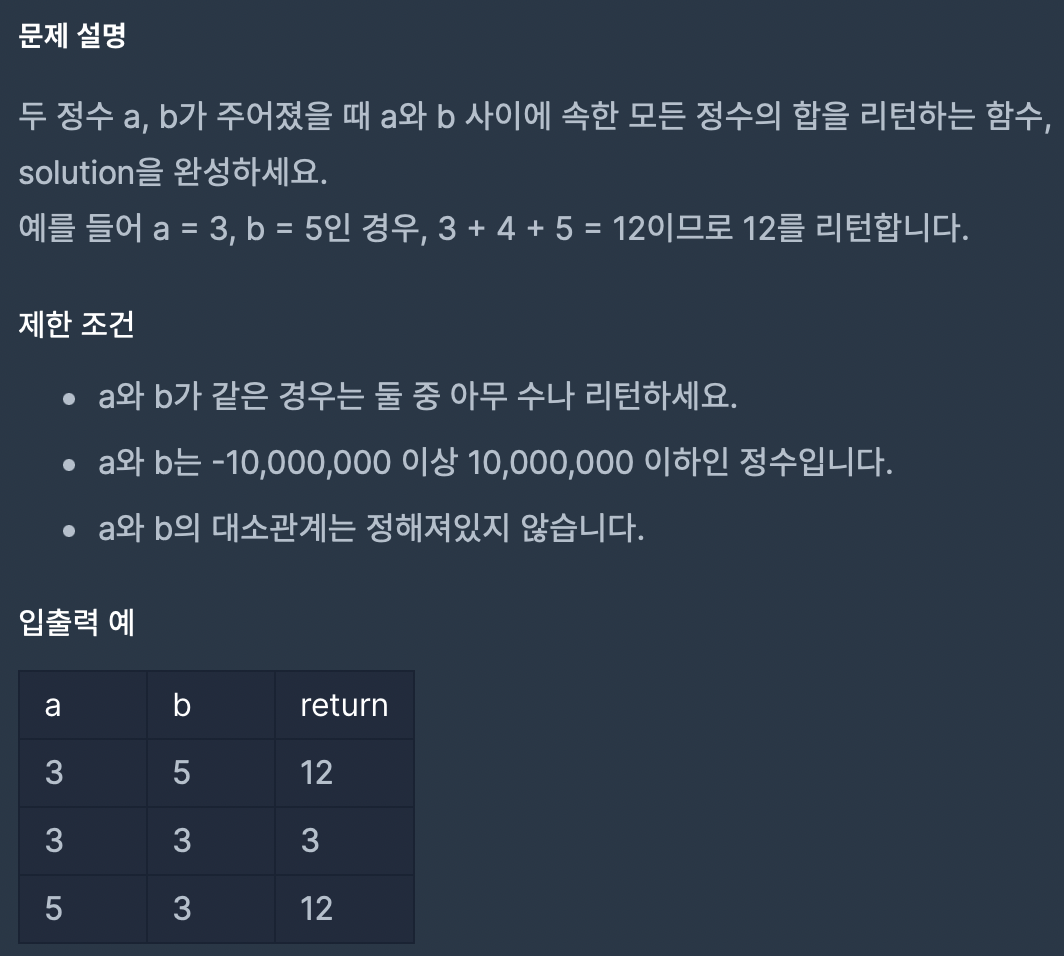 문제 설명
두 정수 a, b가 주어졌을 때 a와 b 사이에 속한 모든 정수의 합을 리턴하는 함수,
solution을 완성하세요.
예를 들어 a = 3, b = 5인 경우, 3 + 4 + 5 = 12이므로 12를 리턴합니다.
제한 조건
• a와 b가 같은 경우는 둘 중 아무 수나 리턴하세요.
• a와 b는 -10,000,000 이상 10,000,000 이하인 정수입니다.
• a와 b의 대소관계는 정해져있지 않습니다.
입출력 예
a b return
3 5 12
3 3 3
5 3 12